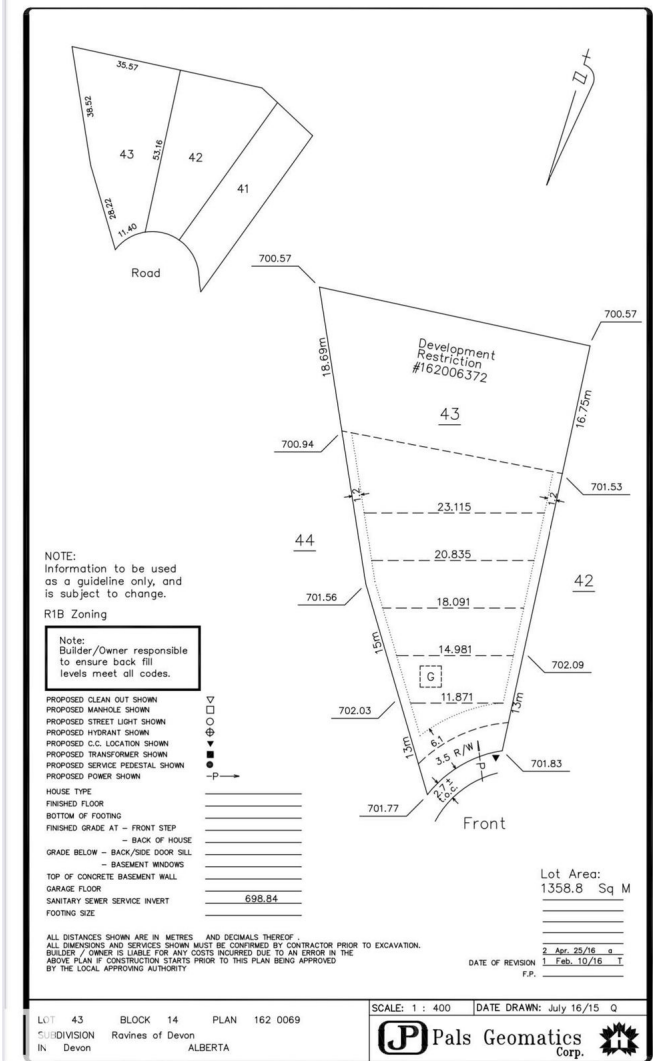 35.57
38.52
43
53.16
42
41
28.22
11.40
Road
700.57
700.57
18.69m
Development
Restriction
#162006372
43
16.75m
700.94
1.2
1.2
701.53
23.115
44
20.835
42
NOTE:
Information to be used
as a guideline only, and
is subject to change.
701.56
18.091
R1B Zoning
15m
14.981
702.09
Note:
Builder/Owner responsible
to ensure back fill
levels meet all codes.
G
11.871
13m
702.03
6.1
13m
3.5 R/W
P
701.83
2.7 ±
t.o.c.
701.77
Front
PROPOSED CLEAN OUT SHOWN
PROPOSED MANHOLE SHOWN
PROPOSED STREET LIGHT SHOWN
PROPOSED HYDRANT SHOWN
PROPOSED C.C. LOCATION SHOWN
PROPOSED TRANSFORMER SHOWN
PROPOSED SERVICE PEDESTAL SHOWN
PROPOSED POWER SHOWN -P-
HOUSE TYPE
FINISHED FLOOR
BOTTOM OF FOOTING
FINISHED GRADE AT - FRONT STEP
- BACK OF HOUSE
GRADE BELOW - BACK/SIDE DOOR SILL
- BASEMENT WINDOWS
TOP OF CONCRETE BASEMENT WALL
GARAGE FLOOR
SANITARY SEWER SERVICE INVERT 698.84
FOOTING SIZE
Lot Area:
1358.8 Sq M
ALL DISTANCES SHOWN ARE IN METRES AND DECIMALS THEREOF .
ALL DIMENSIONS AND SERVICES SHOWN MUST BE CONFIRMED BY CONTRACTOR PRIOR TO EXCAVATION.
BUILDER / OWNER IS LIABLE FOR ANY COSTS INCURRED DUE TO AN ERROR IN THE
ABOVE PLAN IF CONSTRUCTION STARTS PRIOR TO THIS PLAN BEING APPROVED
BY THE LOCAL APPROVING AUTHORITY
2 Apr. 25/16 a
DATE OF REVISION 1 Feb. 10/16 T
F.P.
LOT 43 BLOCK 14 PLAN 162 0069
SUBDIVISION Ravines of Devon
IN Devon ALBERTA
SCALE: 1 : 400 DATE DRAWN: July 16/15 Q
JP Pals Geomatics
Corp.